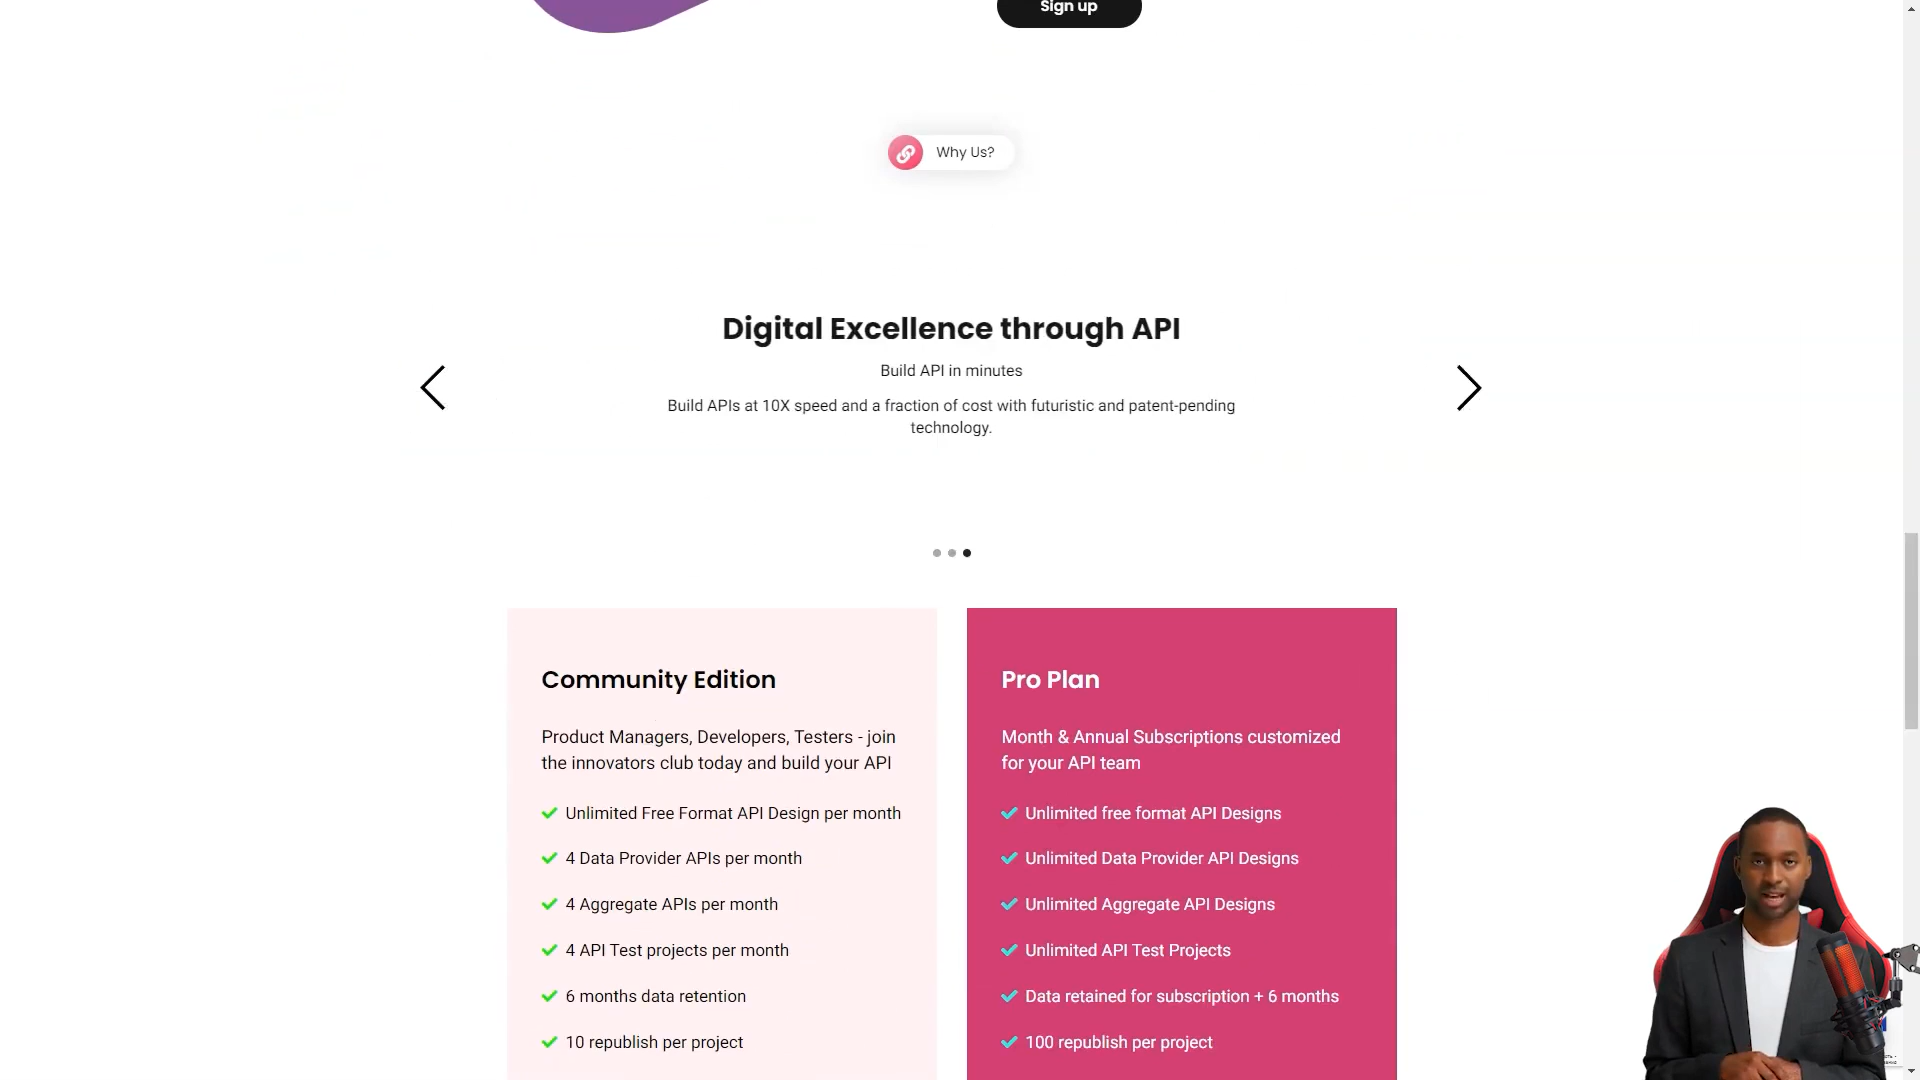 Sign up
Why Us?
Digital Excellence through API
Build API in minutes
Build APIs at 10X speed and a fraction of cost with futuristic and patent-pending
technology.
Community Edition
Product Managers, Developers, Testers - join
the innovators club today and build your API
Unlimited Free Format API Design per month
4 Data Provider APIs per month
4 Aggregate APIs per month
4 API Test projects per month
6 months data retention
10 republish per project
Pro Plan
Month & Annual Subscriptions customized
for your API team
Unlimited free format API Designs
Unlimited Data Provider API Designs
Unlimited Aggregate API Designs
Unlimited API Test Projects
Data retained for subscription + 6 months
100 republish per project